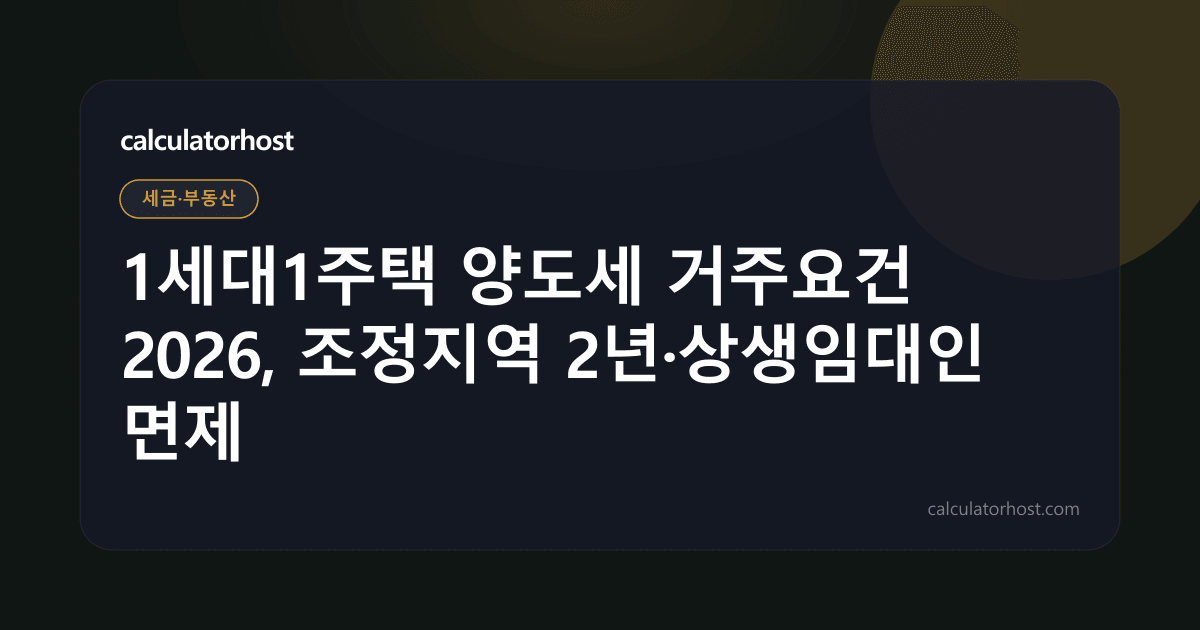 calculatorhost
세금·부동산
1세대1주택 양도세 거주요건
2026, 조정지역 2년·상생임대인
면제
calculatorhost.com